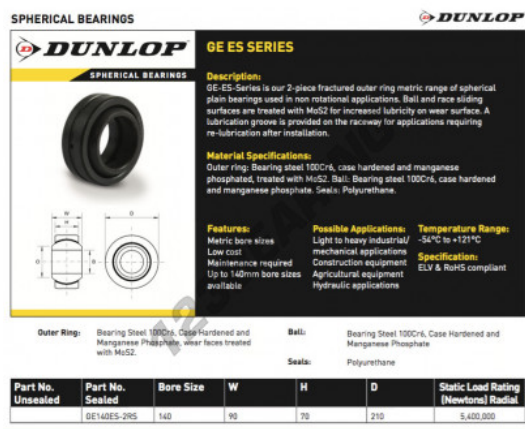 SPHERICAL BEARINGS
DUNLOP
DUNLOP
SPHERICAL BEARINGS
GE ES SERIES
Description:
GE-ES-Series is our 2-piece fractured outer ring metric range of spherical
plain bearings used in non rotational applications. Ball and race sliding
surfaces are treated with MoS2 for increased lubricity on wear surface. A
lubrication groove is provided on the raceway for applications requiring
re-lubrication after installation.
Material Specifications:
Outer ring: Bearing steel 100Cr6, case hardened and manganese
phosphated, treated with MoS2. Ball: Bearing steel 100Cr6, case hardened
and manganese phosphate. Seals: Polyurethane.
W
H
D
Features:
Metric bore sizes
Low cost
Maintenance required
Up to 140mm bore sizes
available
Possible Applications:
Light to heavy industrial/
mechanical applications
Construction equipment
Agricultural equipment
Hydraulic applications
Temperature Range:
-54°C to +121°C
Specification:
ELV & RoHS compliant
Outer Ring: Bearing Steel 100Cr6, Case Hardened and
Manganese Phosphate, wear faces treated
with MoS2.
Ball: Bearing Steel 100Cr6, Case Hardened and
Manganese Phosphate
Seals: Polyurethane
Part No. Unsealed Part No. Sealed Bore Size W H D Static Load Rating (Newtons) Radial
GE140ES-2RS 140 90 70 210 5,400,000